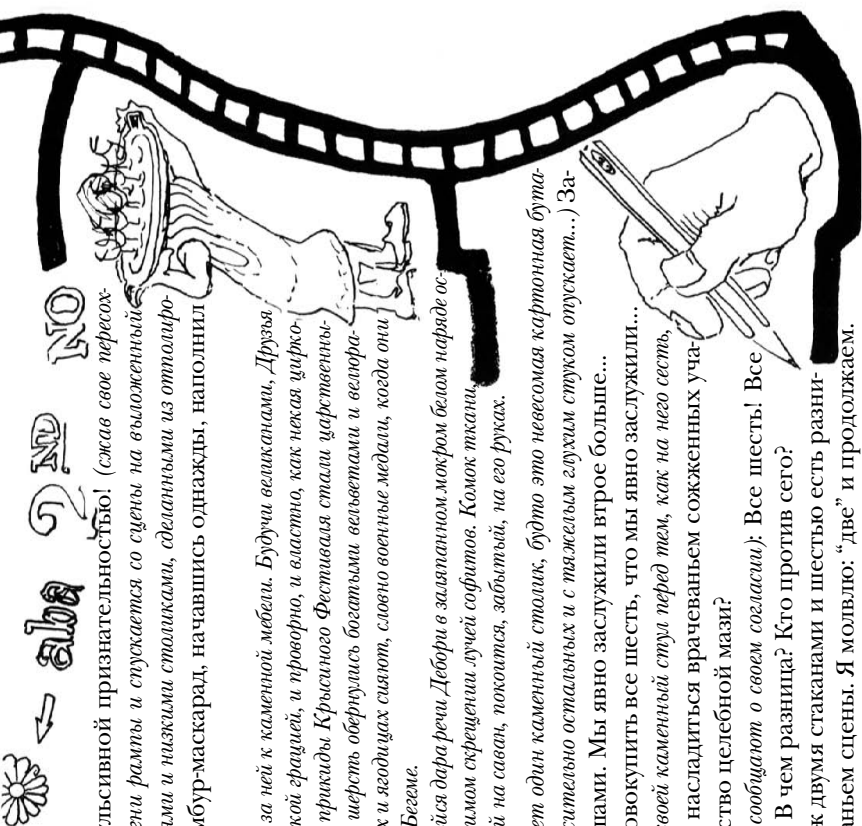 ← два 2ND NO
льсивной признательностью! (сжав свое пересох-
ени рампы и спускается со сцены на выложенный
ами и низкими столиками, сделанными из отполиро-
мбур-маскарад, начавшись однажды, наполнил
за ней к каменной мебели. Будучи великанами, Друзья
кой грацией, и проворно, и властно, как некая цирко-
прикиды Крысиного Фестиваля стали царственны-
шерсть обернулись богатыми вельветами и велюра-
х и ягодицах сияют, словно военные медали, когда они
Бегеме.
йся дара речи Дебори в заляпанном мокром белом наряде ос-
имом скрещении лучей софитов. Комок ткани,
й на саван, покоится, забытый, на его руках.
ет один каменный столик, будто это невесомая картонная бута-
сительно остальных и с тяжелым глухим стуком опускает...) За-
шами. Мы явно заслужили втрое больше...
овокупить все шесть, что мы явно заслужили...
воей каменный стул перед тем, как на него сесть,
насладиться врачеваньем сожженных уча-
ство целебной мази?
сообщают о своем согласии): Все шесть! Все
В чем разница? Кто против сего?
ж двумя стаканами и шестью есть разни-
аньем сцены. Я молвлю: “две” и продолжаем.